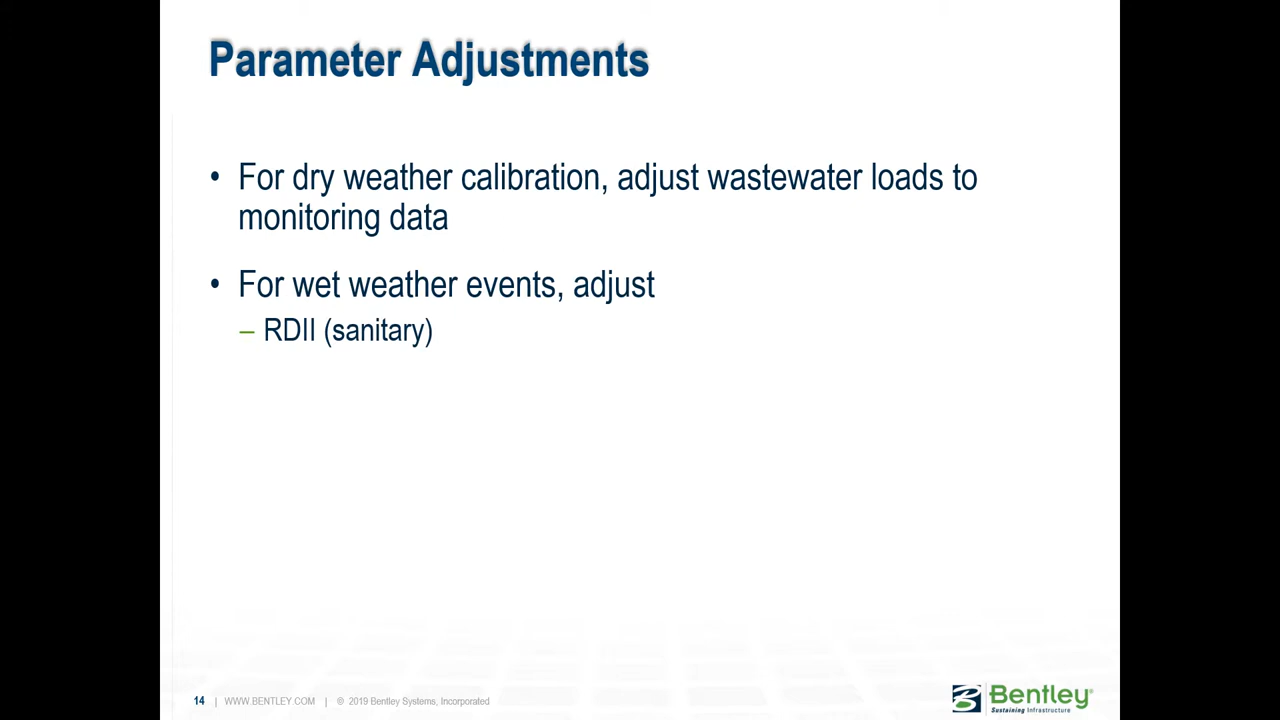 Parameter Adjustments
• For dry weather calibration, adjust wastewater loads to
monitoring data
• For wet weather events, adjust
– RDII (sanitary)
14 | WWW.BENTLEY.COM | © 2019 Bentley Systems, Incorporated
Bentley®
Sustaining Infrastructure